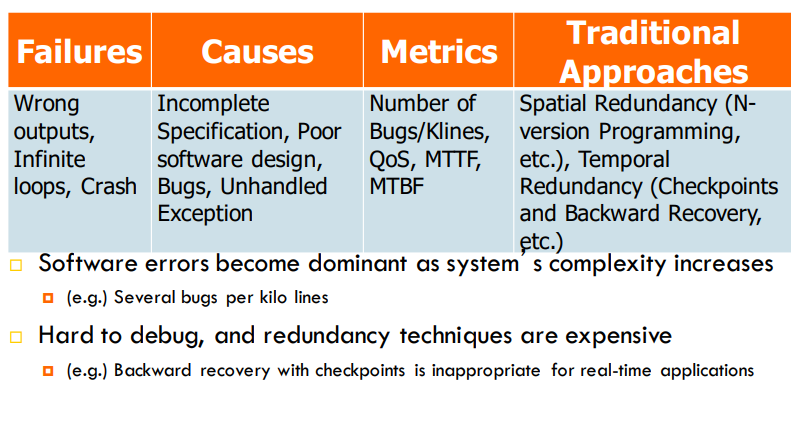 Failures
Causes
Metrics
Traditional
Approaches
Wrong
outputs,
Infinite
loops, Crash
Incomplete
Specification, Poor
software design,
Bugs, Unhandled
Exception
Number of
Bugs/Klines,
QoS, MTTF,
MTBF
Spatial Redundancy (N-
version Programming,
etc.), Temporal
Redundancy (Checkpoints
and Backward Recovery,
etc.)
Software errors become dominant as system’s complexity increases
(e.g.) Several bugs per kilo lines
Hard to debug, and redundancy techniques are expensive
(e.g.) Backward recovery with checkpoints is inappropriate for real-time applications